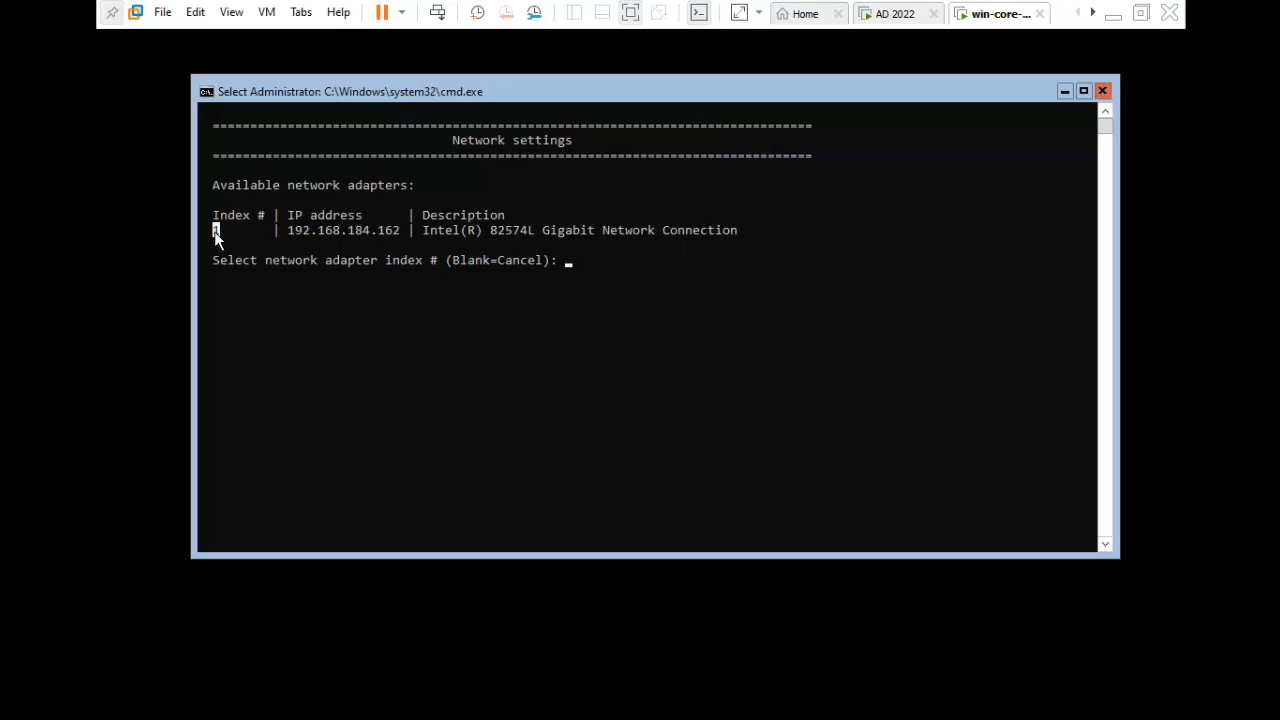 File Edit View VM Tabs Help Home AD 2022 win-core-...
Select Administrator: C:\Windows\system32\cmd.exe
================================================================================
Network settings
================================================================================
Available network adapters:
Index # | IP address | Description
1 | 192.168.184.162 | Intel(R) 82574L Gigabit Network Connection
Select network adapter index # (Blank=Cancel): _